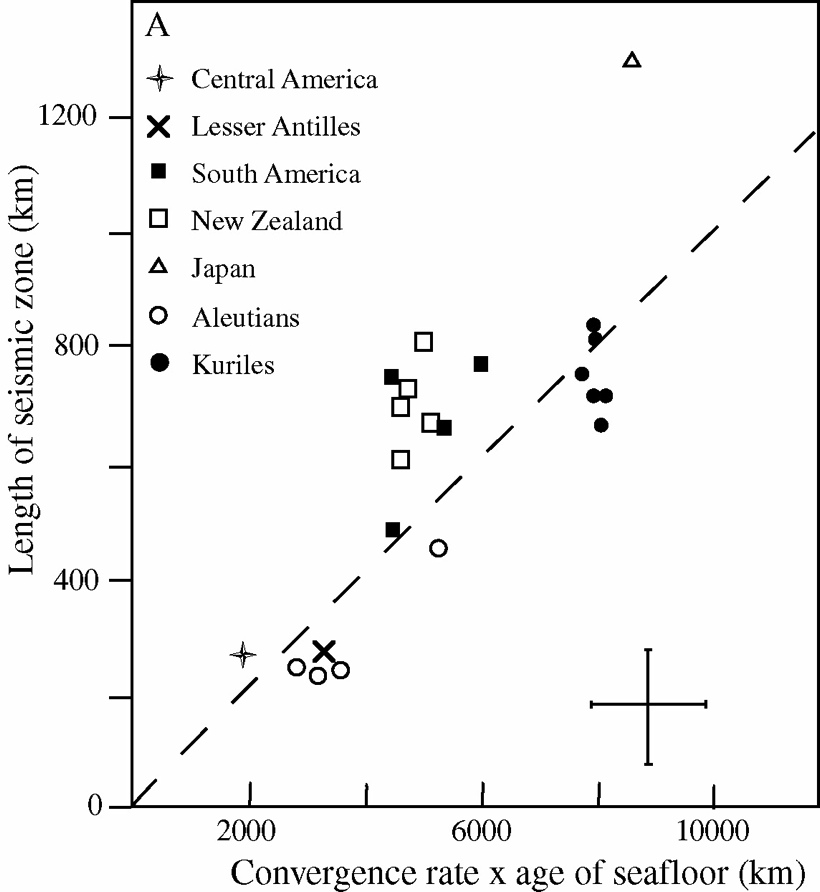 A
Central America
Lesser Antilles
South America
New Zealand
Japan
Aleutians
Kuriles
1200
800
400
0
2000
6000
10000
Length of seismic zone (km)
Convergence rate x age of seafloor (km)